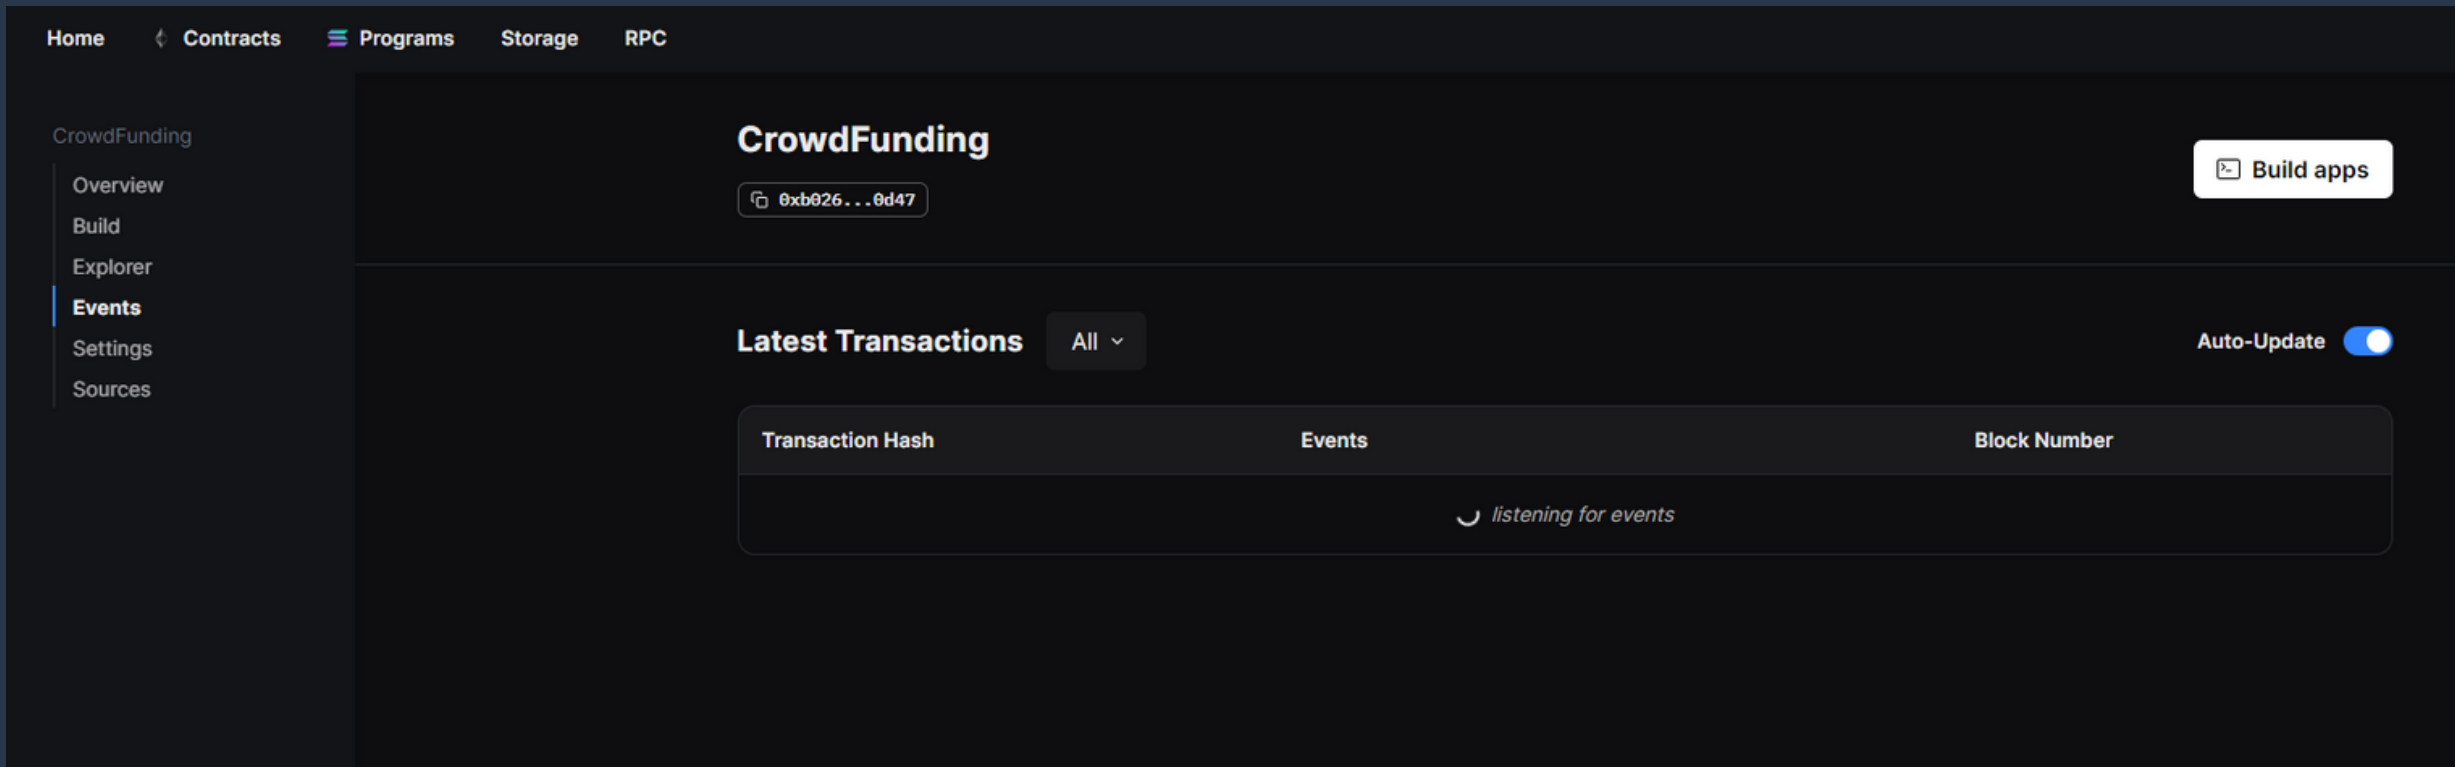 Home Contracts Programs Storage RPC
CrowdFunding
Overview
Build
Explorer
Events
Settings
Sources
CrowdFunding
0xb026...0d47
Build apps
Latest Transactions All
Auto-Update
Transaction Hash Events Block Number
listening for events